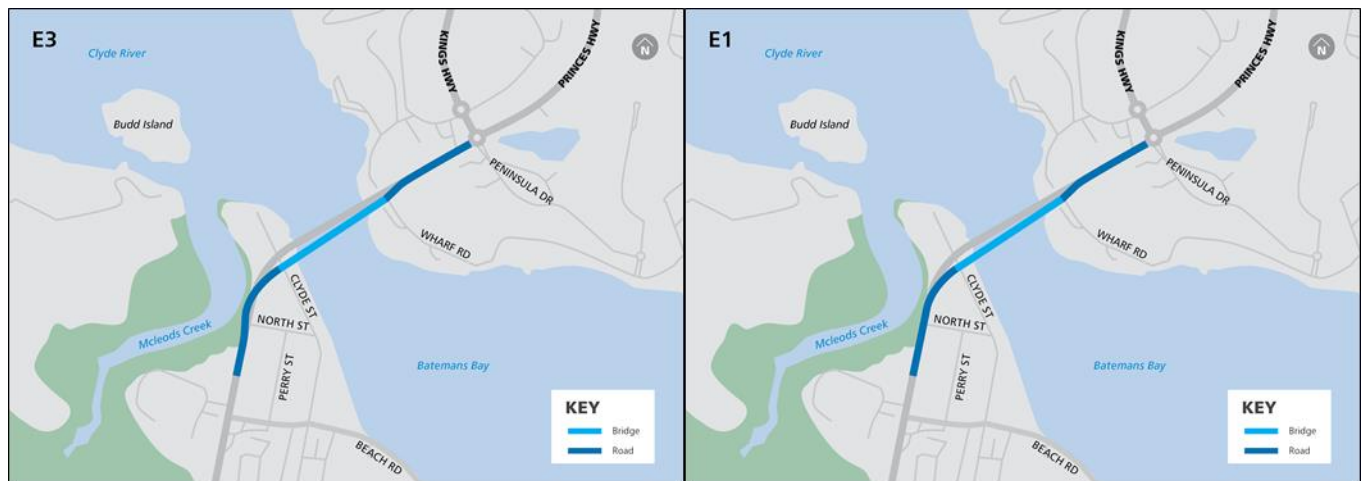 E3
Clyde River
KINGS HWY
PRINCES HWY
N
Budd Island
PENINSULA DR
WHARF RD
CLYDE ST
NORTH ST
Mcleods Creek
PERRY ST
Batemans Bay
BEACH RD
KEY
Bridge
Road
E1
Clyde River
KINGS HWY
PRINCES HWY
N
Budd Island
PENINSULA DR
WHARF RD
CLYDE ST
NORTH ST
Mcleods Creek
PERRY ST
Batemans Bay
BEACH RD
KEY
Bridge
Road